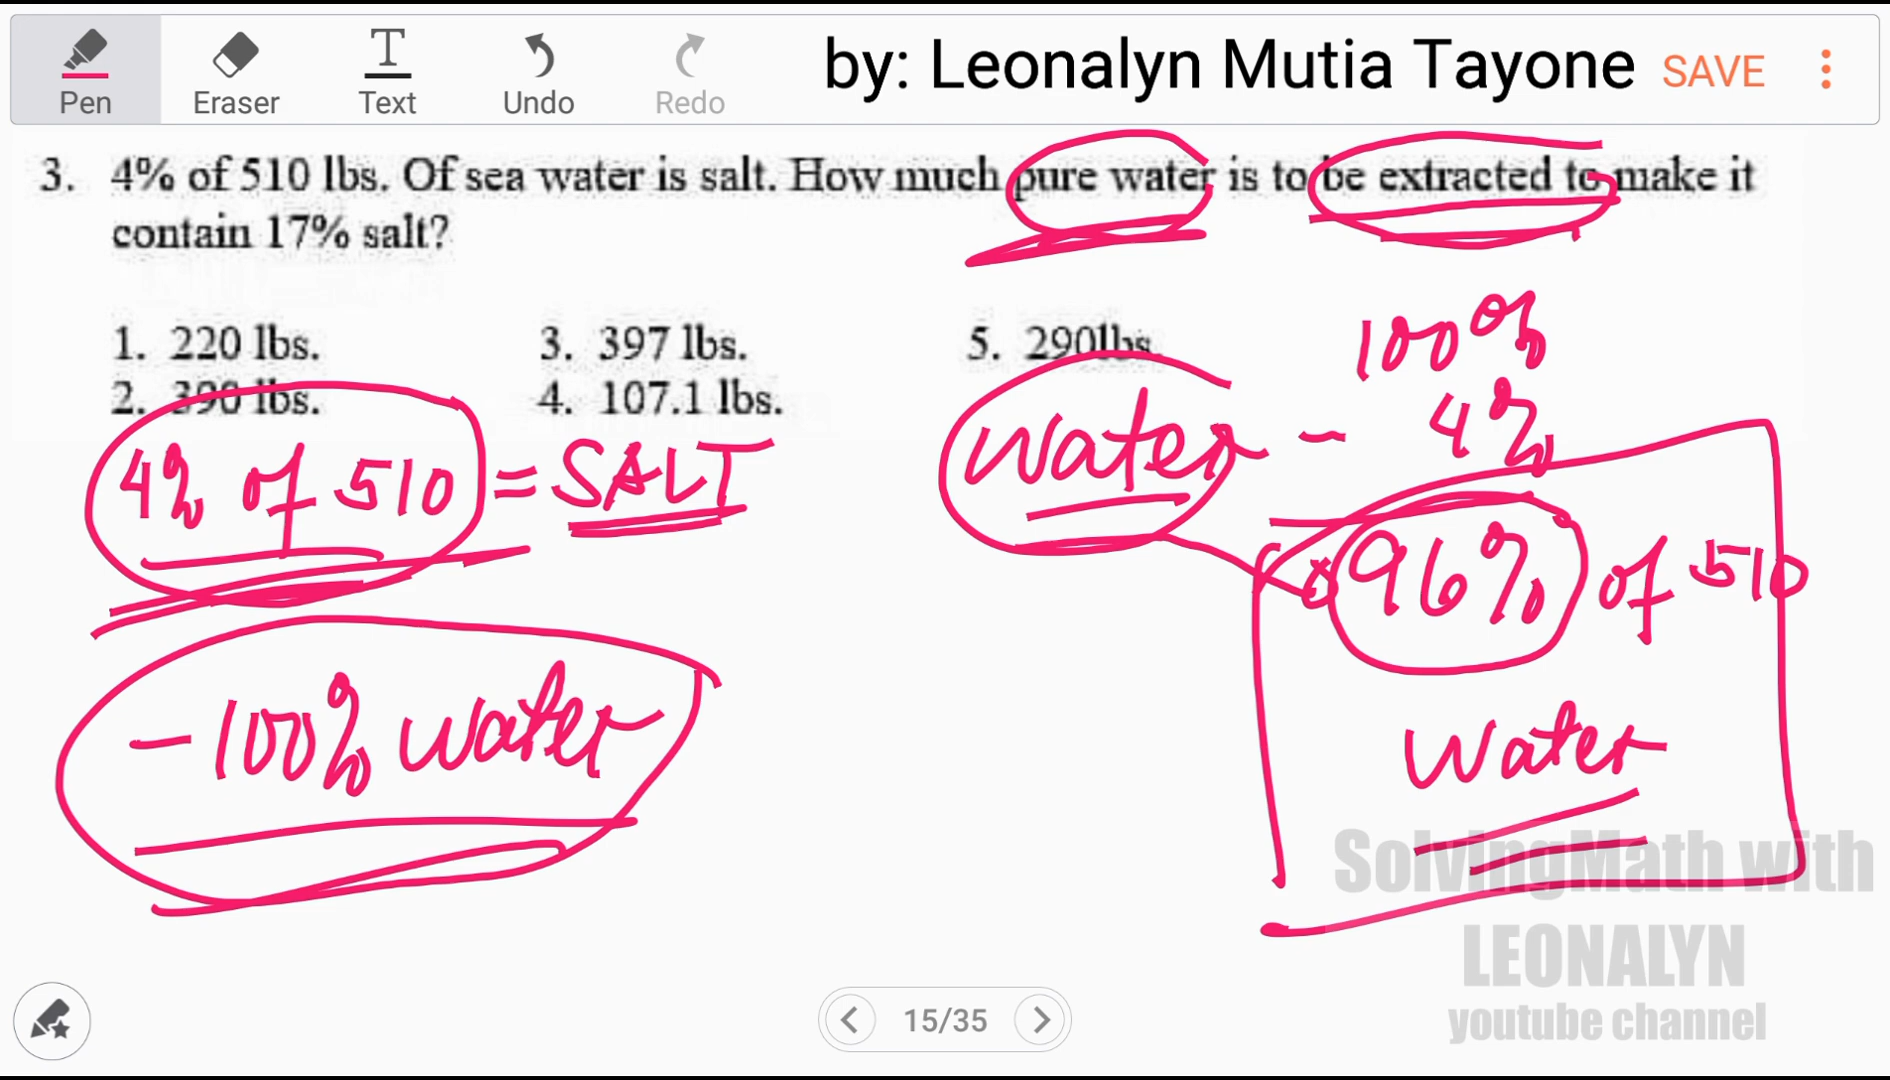 by: Leonalyn Mutia Tayone SAVE
Pen Eraser Text Undo Redo
3. 4% of 510 lbs. Of sea water is salt. How much pure water is to be extracted to make it
contain 17% salt?
1. 220 lbs. 3. 397 lbs. 5. 290lbs.
2. 390 lbs. 4. 107.1 lbs.
100%
water - 4%
4% of 510 = SALT
96% of 510
-100% water
water
SolvingMath with
LEONALYN
youtube channel
15/35